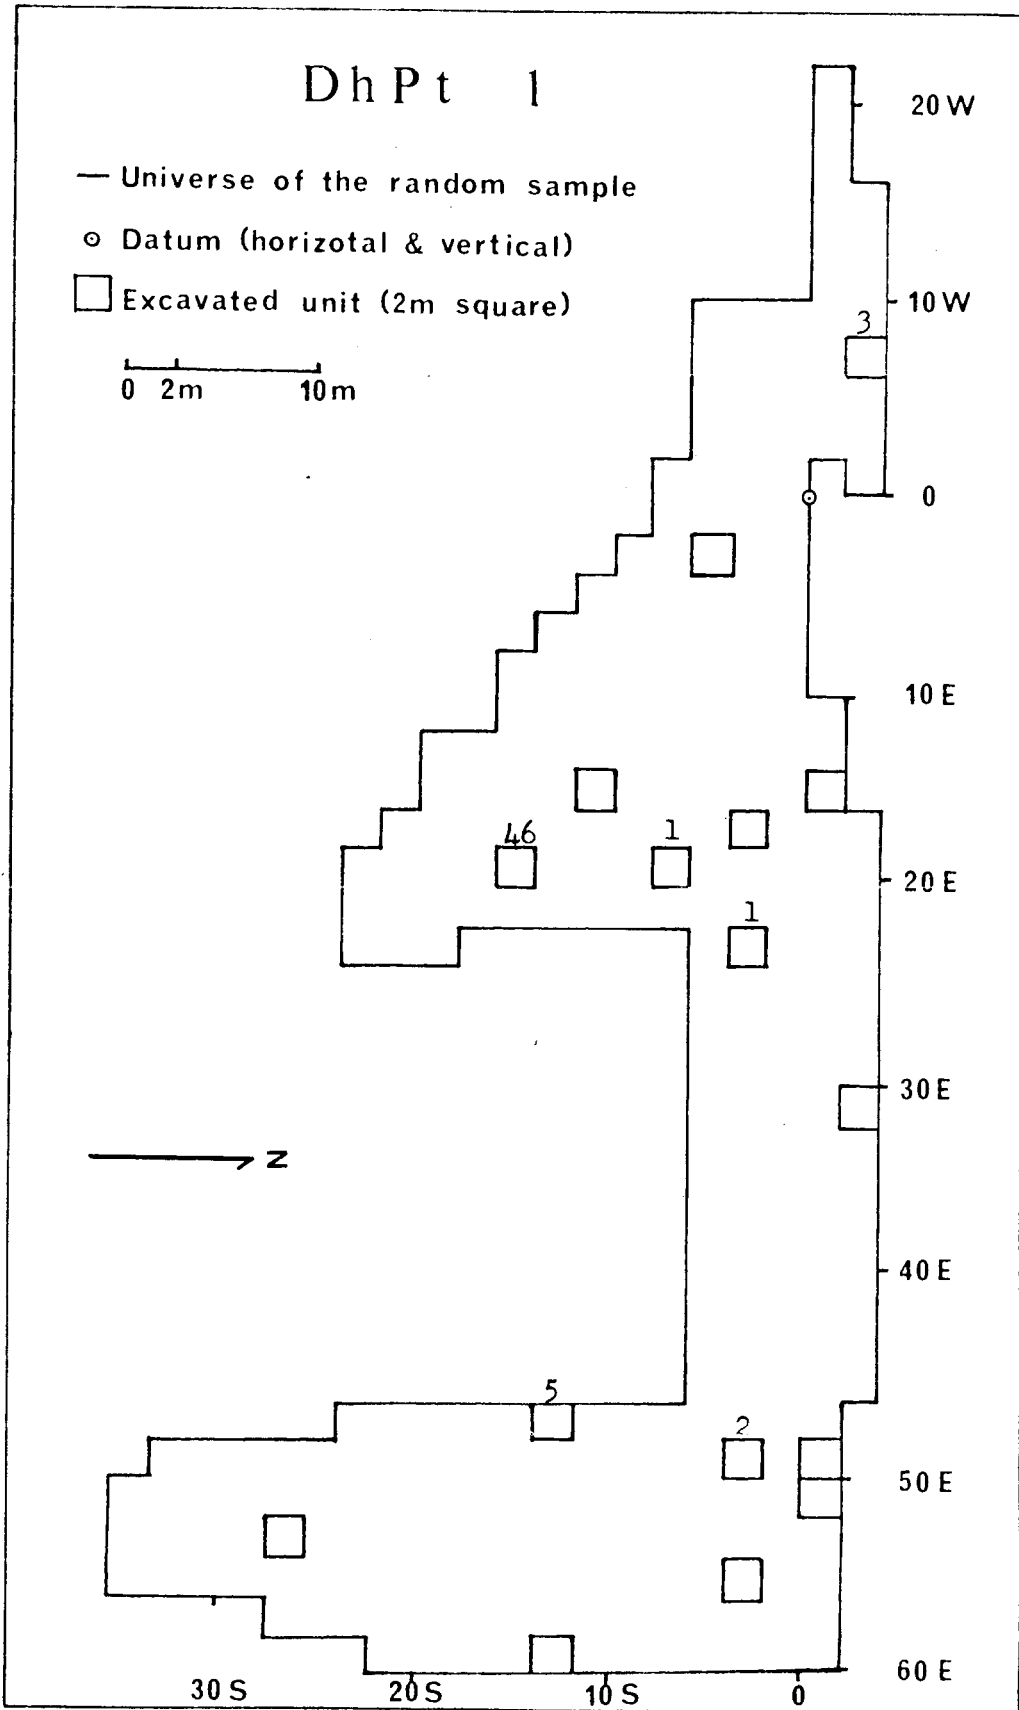 DhPt 1
20 W
— Universe of the random sample
⊙ Datum (horizotal & vertical)
□ Excavated unit (2m square)
10 W
3
0 2m 10m
0
10 E
46
1
20 E
1
30 E
N
40 E
5
2
50 E
60 E
30 S 20 S 10 S 0